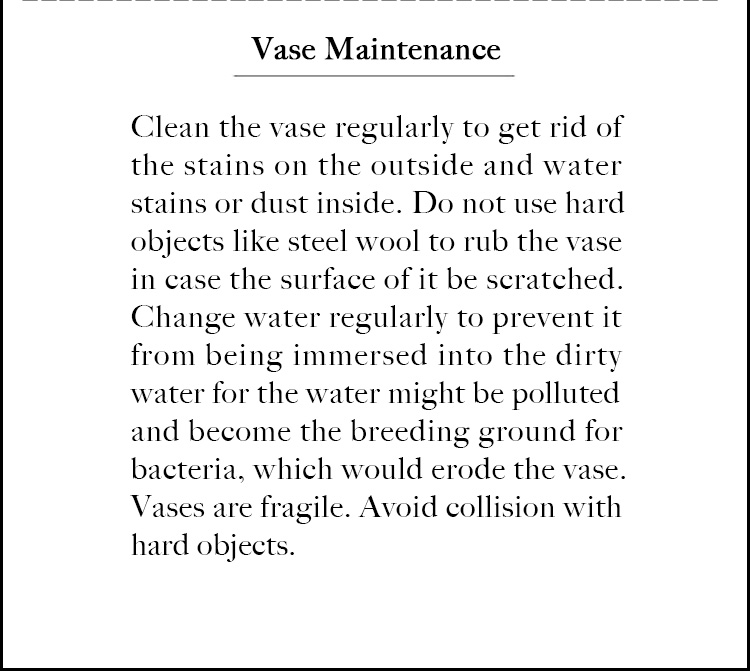 Vase Maintenance
Clean the vase regularly to get rid of
the stains on the outside and water
stains or dust inside. Do not use hard
objects like steel wool to rub the vase
in case the surface of it be scratched.
Change water regularly to prevent it
from being immersed into the dirty
water for the water might be polluted
and become the breeding ground for
bacteria, which would erode the vase.
Vases are fragile. Avoid collision with
hard objects.